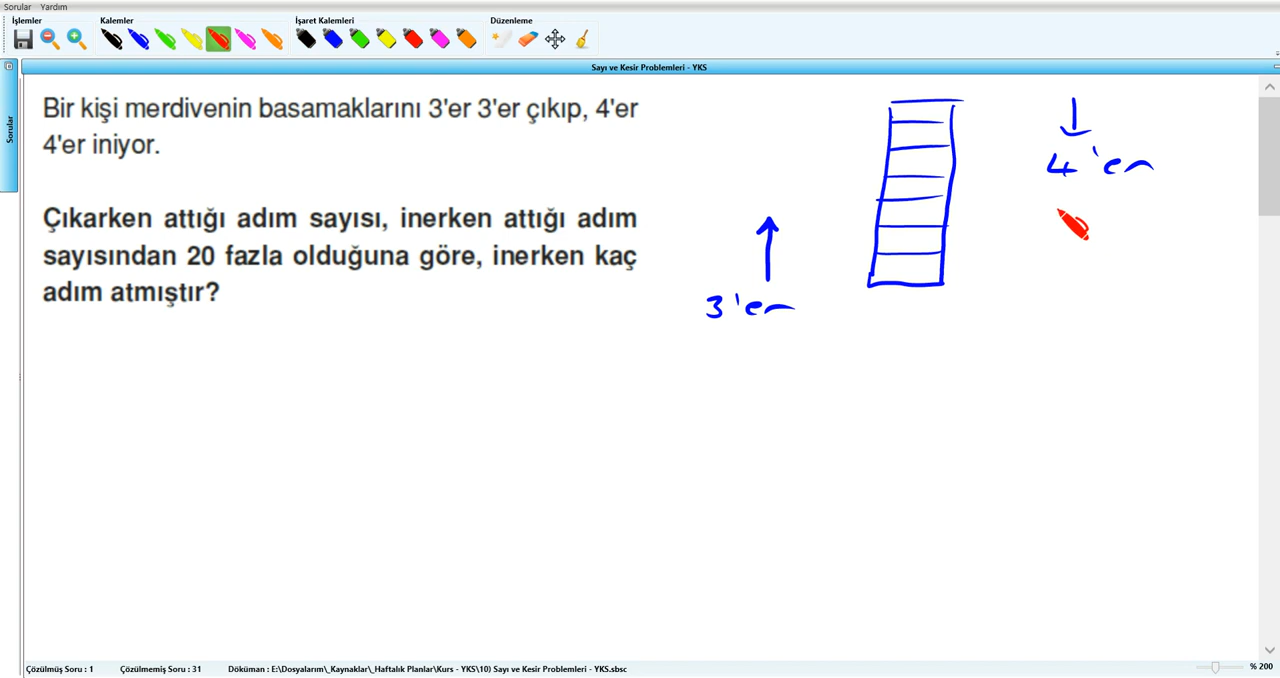 Sorular Yardım
İşlemler Kalemler İşaret Kalemleri Düzenleme
Sayı ve Kesir Problemleri - YKS
Sorular
Bir kişi merdivenin basamaklarını 3'er 3'er çıkıp, 4'er
4'er iniyor.
Çıkarken attığı adım sayısı, inerken attığı adım
sayısından 20 fazla olduğuna göre, inerken kaç
adım atmıştır?
4'er
3'er
Çözülmüş Soru : 1 Çözülmemiş Soru : 31 Döküman : E:\Dosyalarım\_Kaynaklar\_Haftalık Planlar\Kurs - YKS\10) Sayı ve Kesir Problemleri - YKS.sbsc % 200